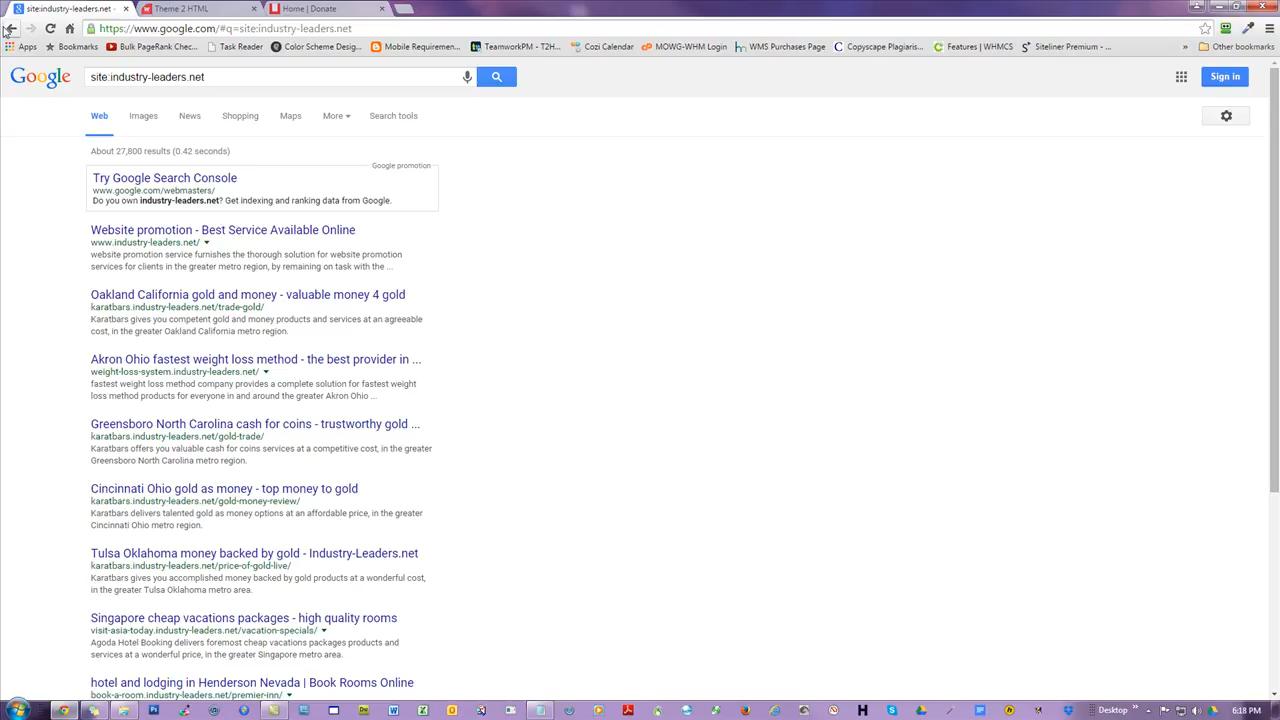 site:industry-leaders.net -
Theme 2 HTML
Home | Donate
https://www.google.com/#q=site:industry-leaders.net
Apps
Bookmarks
Bulk PageRank Chec...
Task Reader
Color Scheme Design...
Mobile Requiremen...
TeamworkPM - T2H...
Cozi Calendar
MOWG-WHM Login
WMS Purchases Page
Copyscape Plagiaris...
Features | WHMCS
Siteliner Premium - ...
»
Other bookmarks
Google
site:industry-leaders.net
Sign in
Web
Images
News
Shopping
Maps
More
Search tools
About 27,800 results (0.42 seconds)
Google promotion
Try Google Search Console
www.google.com/webmasters/
Do you own industry-leaders.net? Get indexing and ranking data from Google.
Website promotion - Best Service Available Online
www.industry-leaders.net/
website promotion service furnishes the thorough solution for website promotion
services for clients in the greater metro region, by remaining on task with the ...
Oakland California gold and money - valuable money 4 gold
karatbars.industry-leaders.net/trade-gold/
Karatbars gives you competent gold and money products and services at an agreeable
cost, in the greater Oakland California metro region.
Akron Ohio fastest weight loss method - the best provider in ...
weight-loss-system.industry-leaders.net/
fastest weight loss method company provides a complete solution for fastest weight
loss method products for everyone in and around the greater Akron Ohio ...
Greensboro North Carolina cash for coins - trustworthy gold ...
karatbars.industry-leaders.net/gold-trade/
Karatbars offers you valuable cash for coins services at a competitive cost, in the greater
Greensboro North Carolina metro region.
Cincinnati Ohio gold as money - top money to gold
karatbars.industry-leaders.net/gold-money-review/
Karatbars delivers talented gold as money options at an affordable price, in the greater
Cincinnati Ohio metro region.
Tulsa Oklahoma money backed by gold - Industry-Leaders.net
karatbars.industry-leaders.net/price-of-gold-live/
Karatbars gives you accomplished money backed by gold products at a wonderful cost,
in the greater Tulsa Oklahoma metro area.
Singapore cheap vacations packages - high quality rooms
visit-asia-today.industry-leaders.net/vacation-specials/
Agoda Hotel Booking delivers foremost cheap vacations packages products and
services at a wonderful price, in the greater Singapore metro area.
hotel and lodging in Henderson Nevada | Book Rooms Online
book-a-room.industry-leaders.net/premier-inn/
Desktop
»
6:18 PM